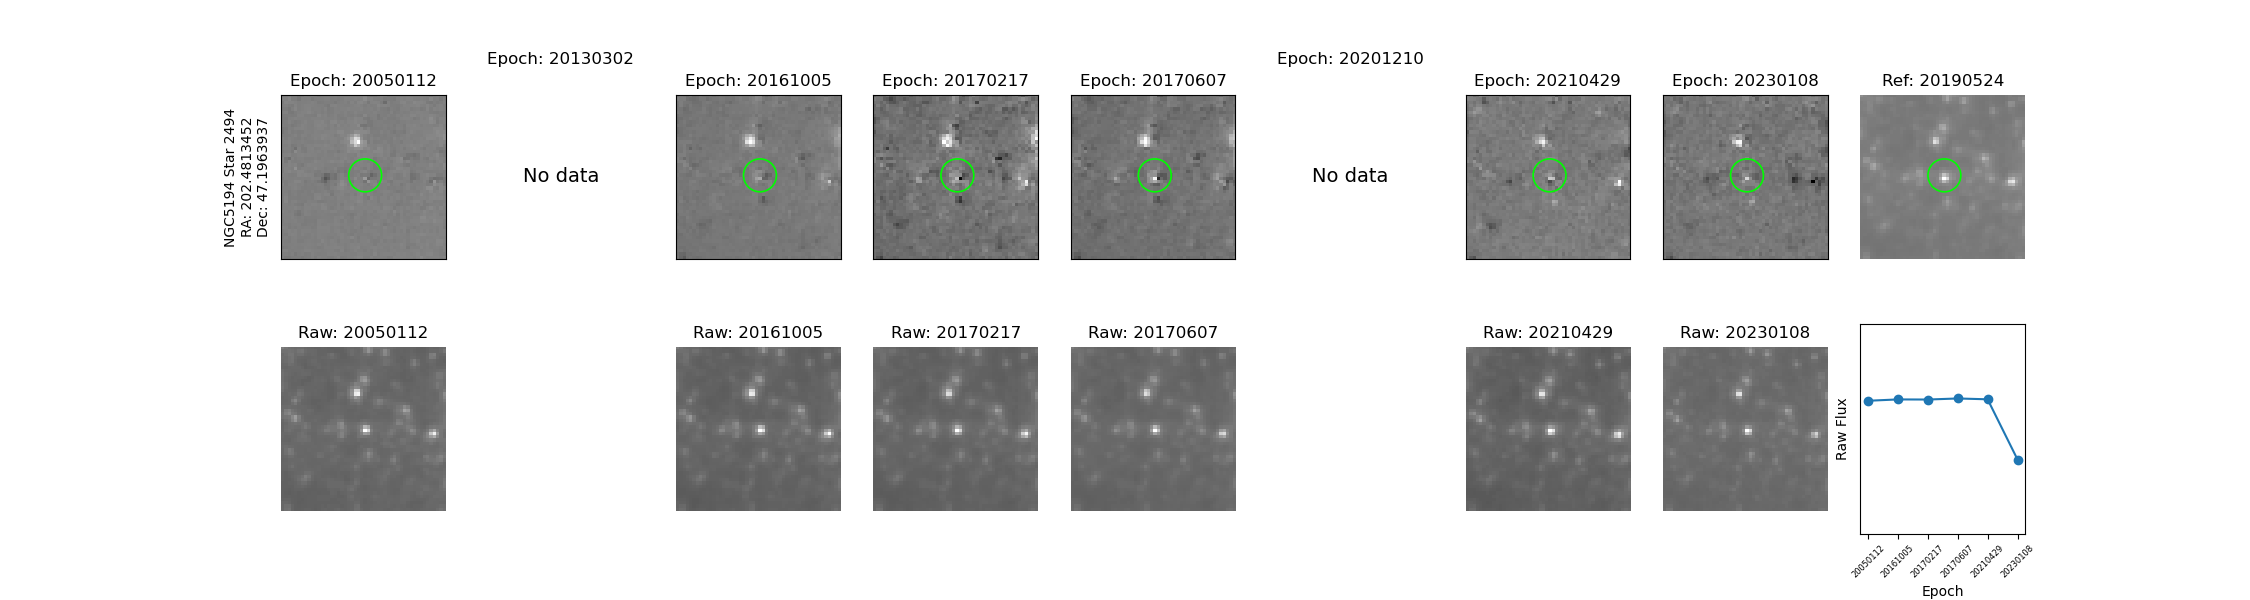 Epoch: 20130302
Epoch: 20201210
Epoch: 20050112
Epoch: 20161005
Epoch: 20170217
Epoch: 20170607
Epoch: 20210429
Epoch: 20230108
Ref: 20190524
NGC5194 Star 2494
RA: 202.4813452
Dec: 47.1963937
No data
No data
Raw: 20050112
Raw: 20161005
Raw: 20170217
Raw: 20170607
Raw: 20210429
Raw: 20230108
Raw Flux
20050112
20161005
20170217
20170607
20210429
20230108
Epoch